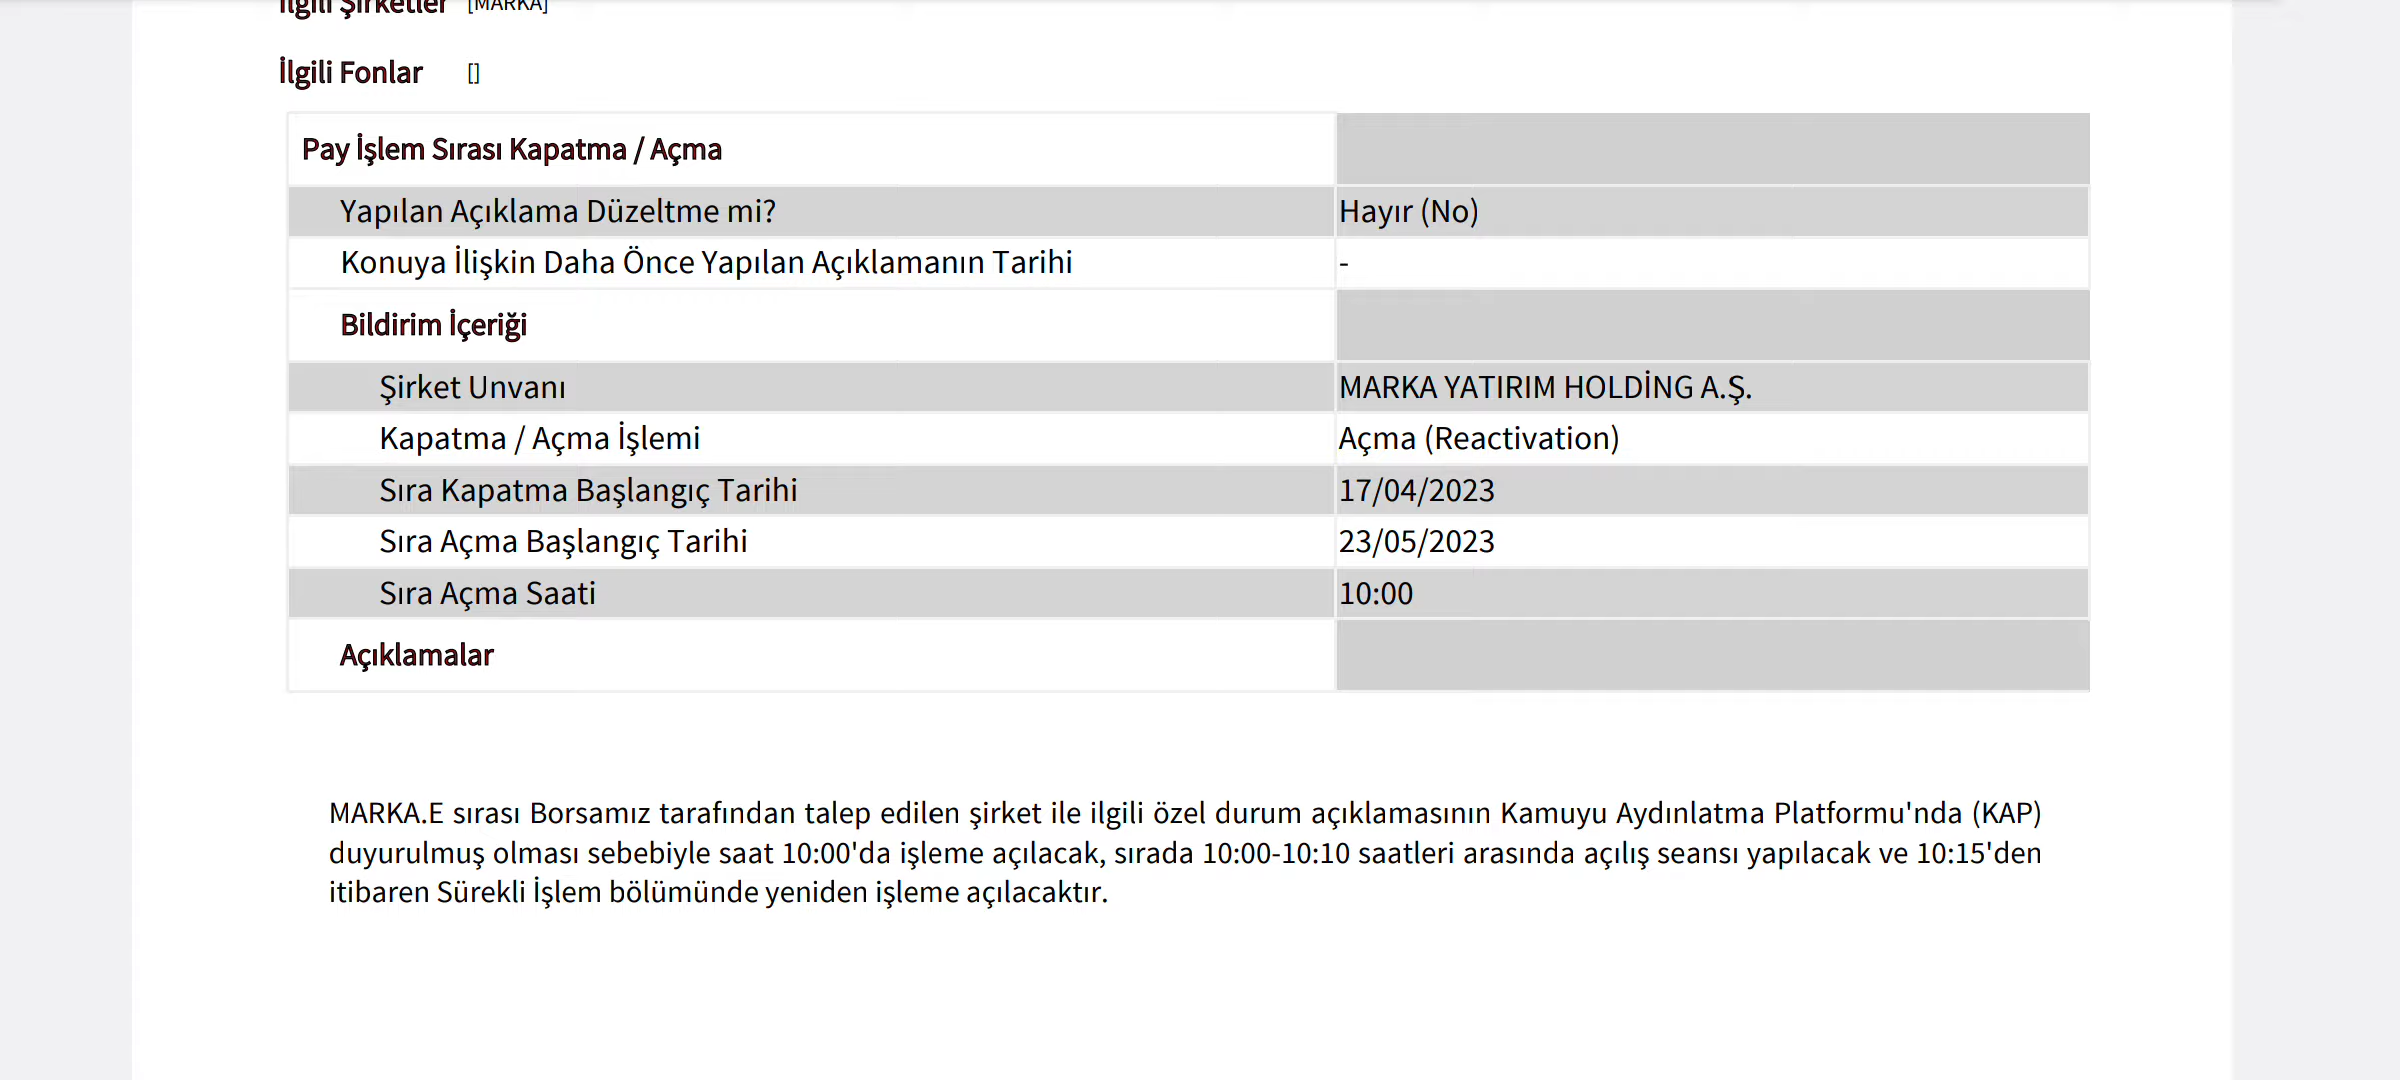 İlgili Şirketler [MARKA]
İlgili Fonlar []
Pay İşlem Sırası Kapatma / Açma
Yapılan Açıklama Düzeltme mi? Hayır (No)
Konuya İlişkin Daha Önce Yapılan Açıklamanın Tarihi -
Bildirim İçeriği
Şirket Unvanı MARKA YATIRIM HOLDİNG A.Ş.
Kapatma / Açma İşlemi Açma (Reactivation)
Sıra Kapatma Başlangıç Tarihi 17/04/2023
Sıra Açma Başlangıç Tarihi 23/05/2023
Sıra Açma Saati 10:00
Açıklamalar
MARKA.E sırası Borsamız tarafından talep edilen şirket ile ilgili özel durum açıklamasının Kamuyu Aydınlatma Platformu'nda (KAP)
duyurulmuş olması sebebiyle saat 10:00'da işleme açılacak, sırada 10:00-10:10 saatleri arasında açılış seansı yapılacak ve 10:15'den
itibaren Sürekli İşlem bölümünde yeniden işleme açılacaktır.